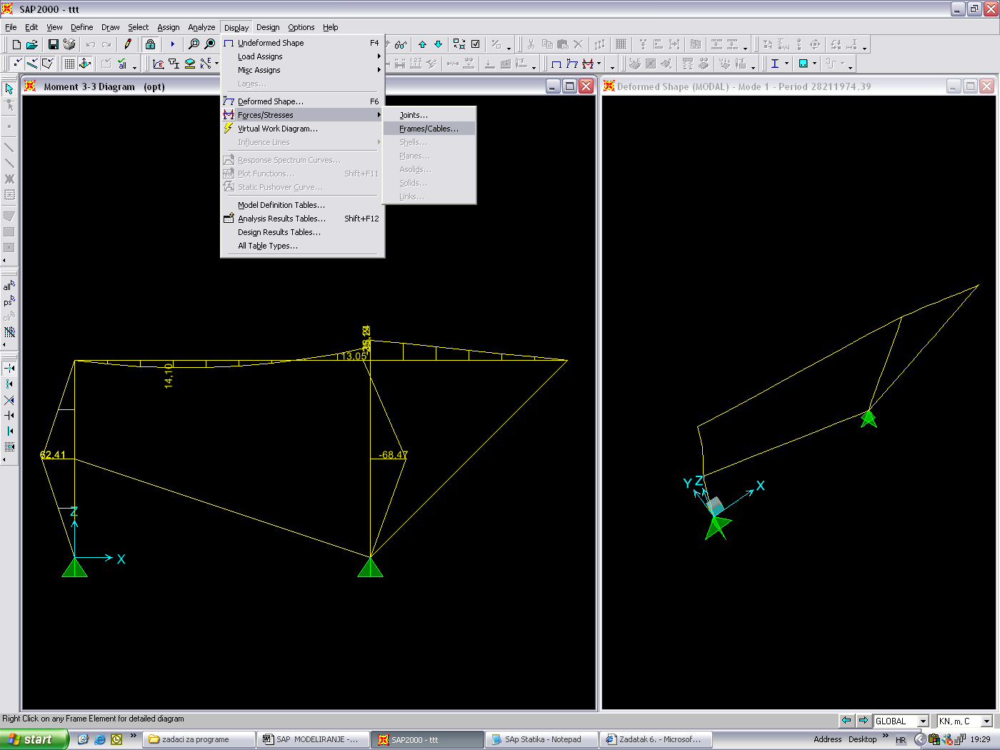 SAP2000 - ttt
File Edit View Define Draw Select Assign Analyze Display Design Options Help
Undeformed Shape F4
Load Assigns
Misc Assigns
Lanes...
Deformed Shape... F6
Forces/Stresses
Virtual Work Diagram...
Influence Lines
Response Spectrum Curves...
Plot Functions... Shift+F11
Static Pushover Curve...
Model Definition Tables...
Analysis Results Tables... Shift+F12
Design Results Tables...
All Table Types...
Joints...
Frames/Cables...
Shells...
Planes...
Asolids...
Solids...
Links...
all
ps
clr
Moment 3-3 Diagram (opt)
13,05
14,10
62,41
-68,47
Z
X
Deformed Shape (MODAL) - Mode 1 - Period 28211974,39
Y Z X
Right Click on any Frame Element for detailed diagram
GLOBAL
KN, m, C
start
zadaci za programe
SAP MODELIRANJE -...
SAP2000 - ttt
SAp Statika - Notepad
Zadatak 6. - Microsof...
Address Desktop
HR
19:29